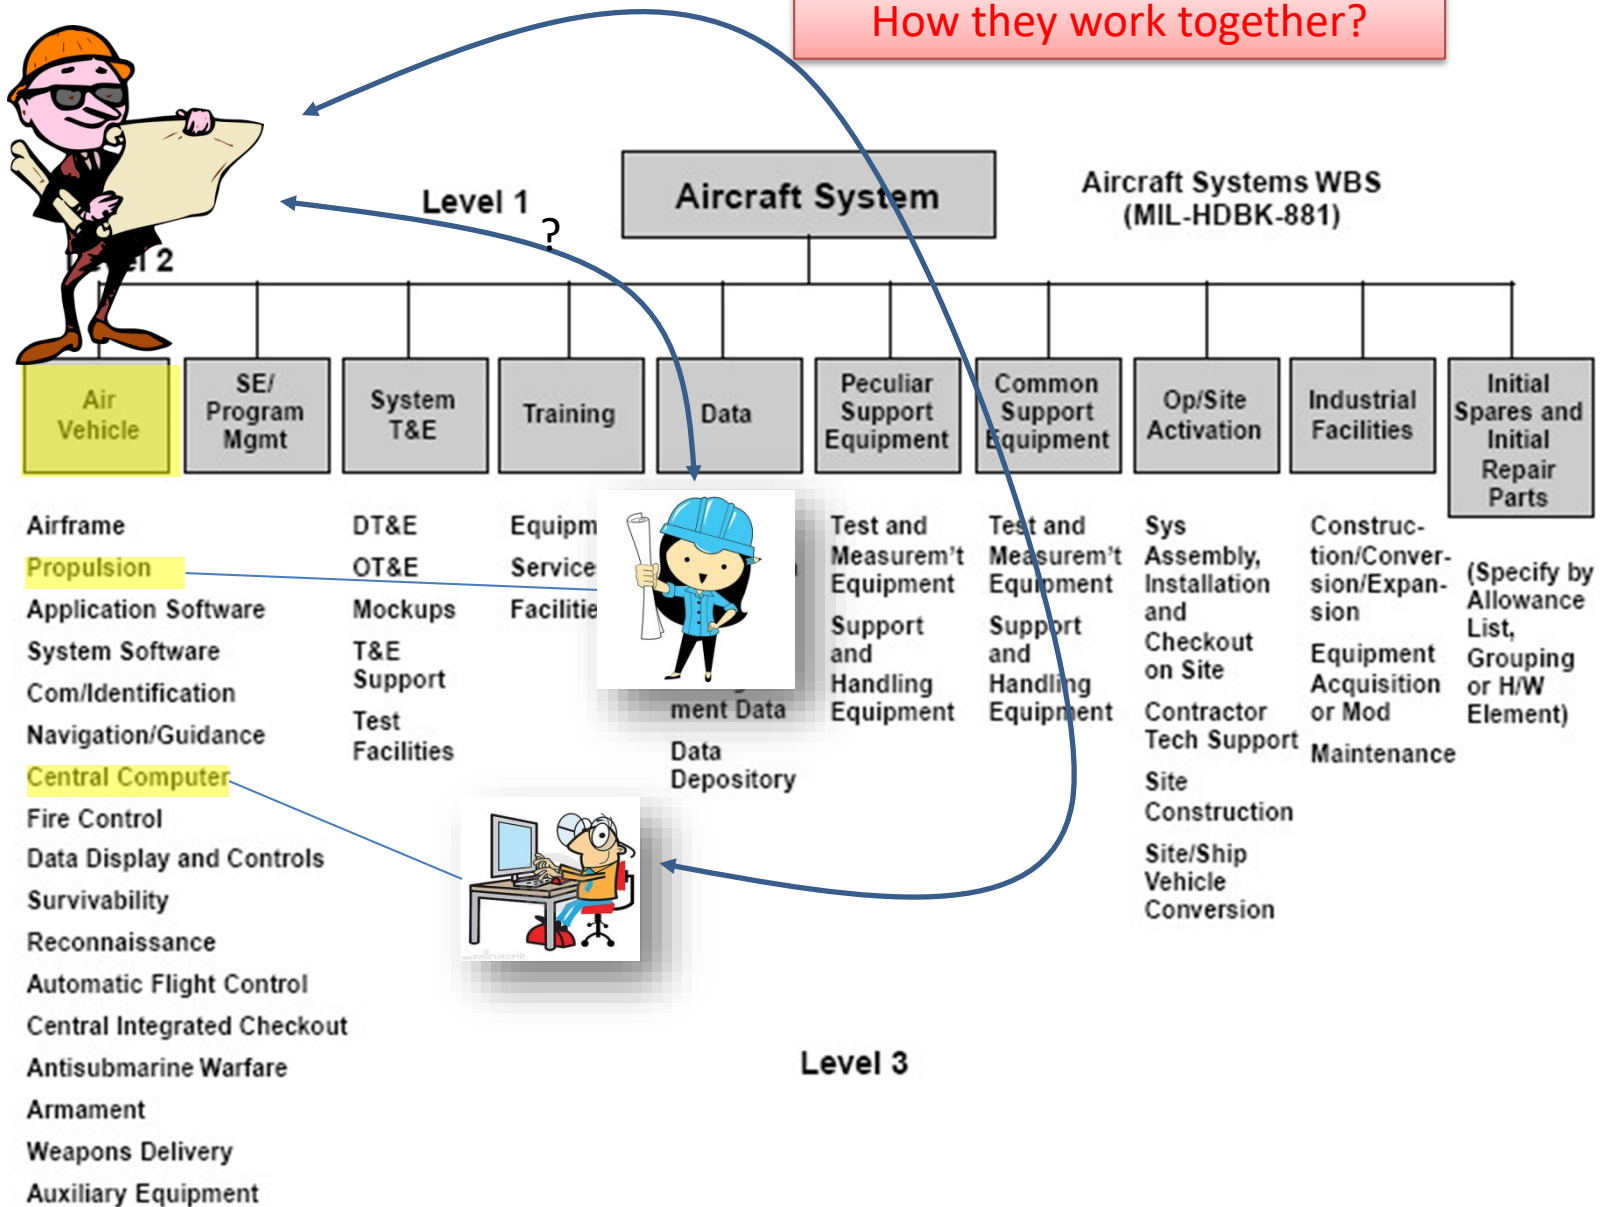 How they work together?
Aircraft System
Aircraft Systems WBS
(MIL-HDBK-881)
Level 1
?
2
Air
Vehicle
SE/
Program
Mgmt
System
T&E
Training
Data
Peculiar
Support
Equipment
Common
Support
Equipment
Op/Site
Activation
Industrial
Facilities
Initial
Spares and
Initial
Repair
Parts
Airframe
Propulsion
Application Software
System Software
Com/Identification
Navigation/Guidance
Central Computer
Fire Control
Data Display and Controls
Survivability
Reconnaissance
Automatic Flight Control
Central Integrated Checkout
Antisubmarine Warfare
Armament
Weapons Delivery
Auxiliary Equipment
DT&E
OT&E
Mockups
T&E
Support
Test
Facilities
Equipm
Service
Facilitie
ment Data
Data
Depository
Test and
Measurem't
Equipment
Support
and
Handling
Equipment
Test and
Measurem't
Equipment
Support
and
Handling
Equipment
Sys
Assembly,
Installation
and
Checkout
on Site
Contractor
Tech Support
Site
Construction
Site/Ship
Vehicle
Conversion
Construc-
tion/Conver-
sion/Expan-
sion
Equipment
Acquisition
or Mod
Maintenance
(Specify by
Allowance
List,
Grouping
or H/W
Element)
Level 3